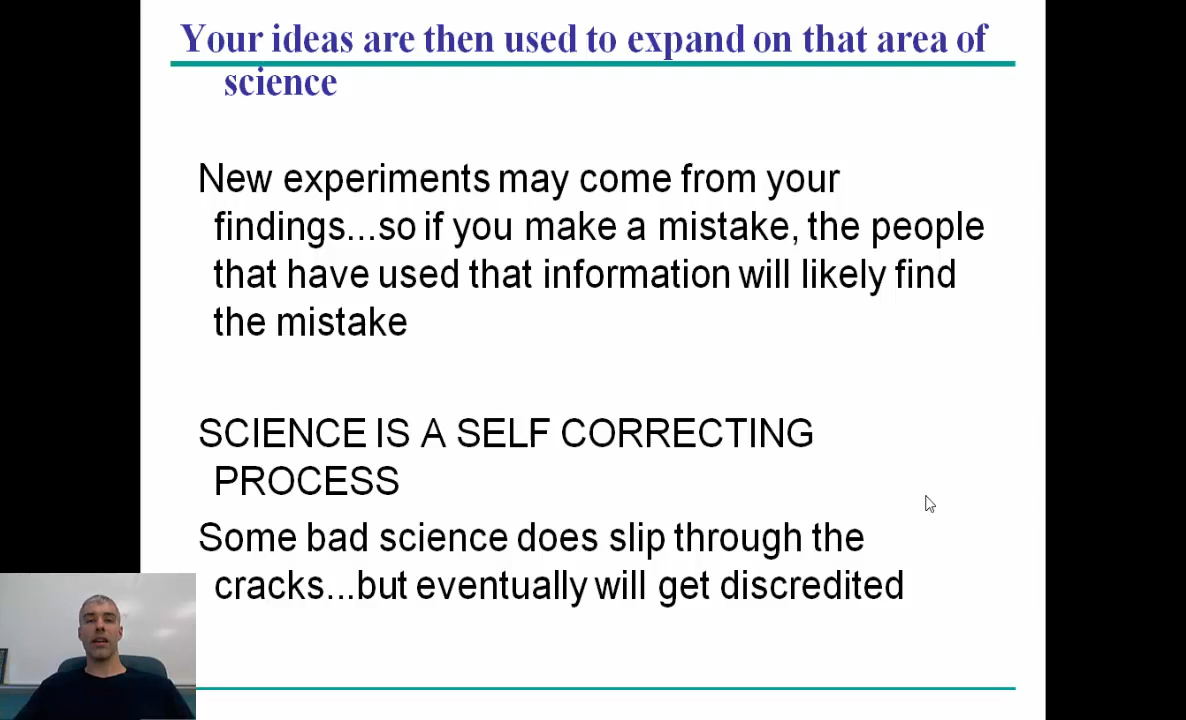 Your ideas are then used to expand on that area of
science
New experiments may come from your
findings...so if you make a mistake, the people
that have used that information will likely find
the mistake
SCIENCE IS A SELF CORRECTING
PROCESS
Some bad science does slip through the
cracks...but eventually will get discredited